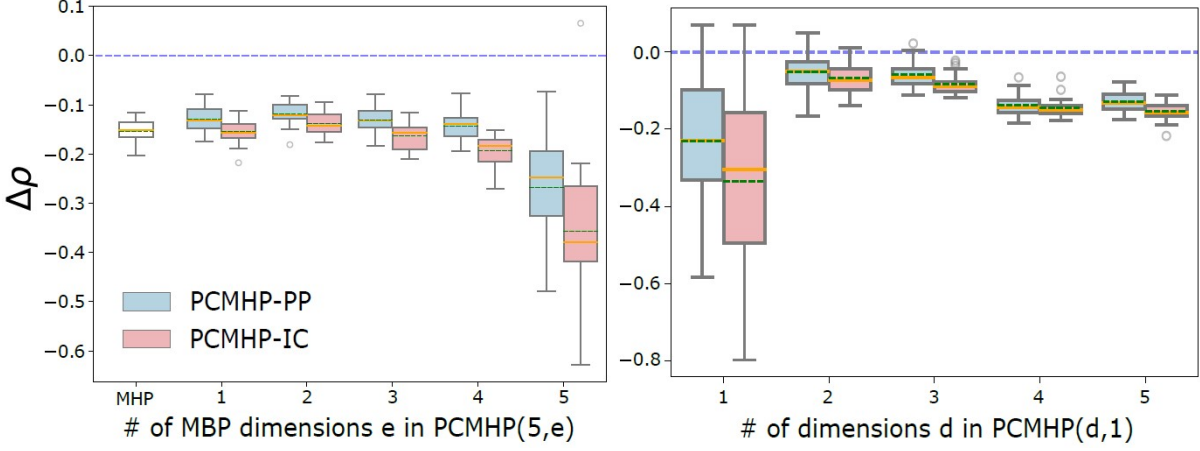 0.1
0.0
−0.1
−0.2
−0.3
−0.4
−0.5
−0.6
Δρ
PCMHP-PP
PCMHP-IC
MHP 1 2 3 4 5
# of MBP dimensions e in PCMHP(5,e)
0.0
−0.2
−0.4
−0.6
−0.8
1 2 3 4 5
# of dimensions d in PCMHP(d,1)